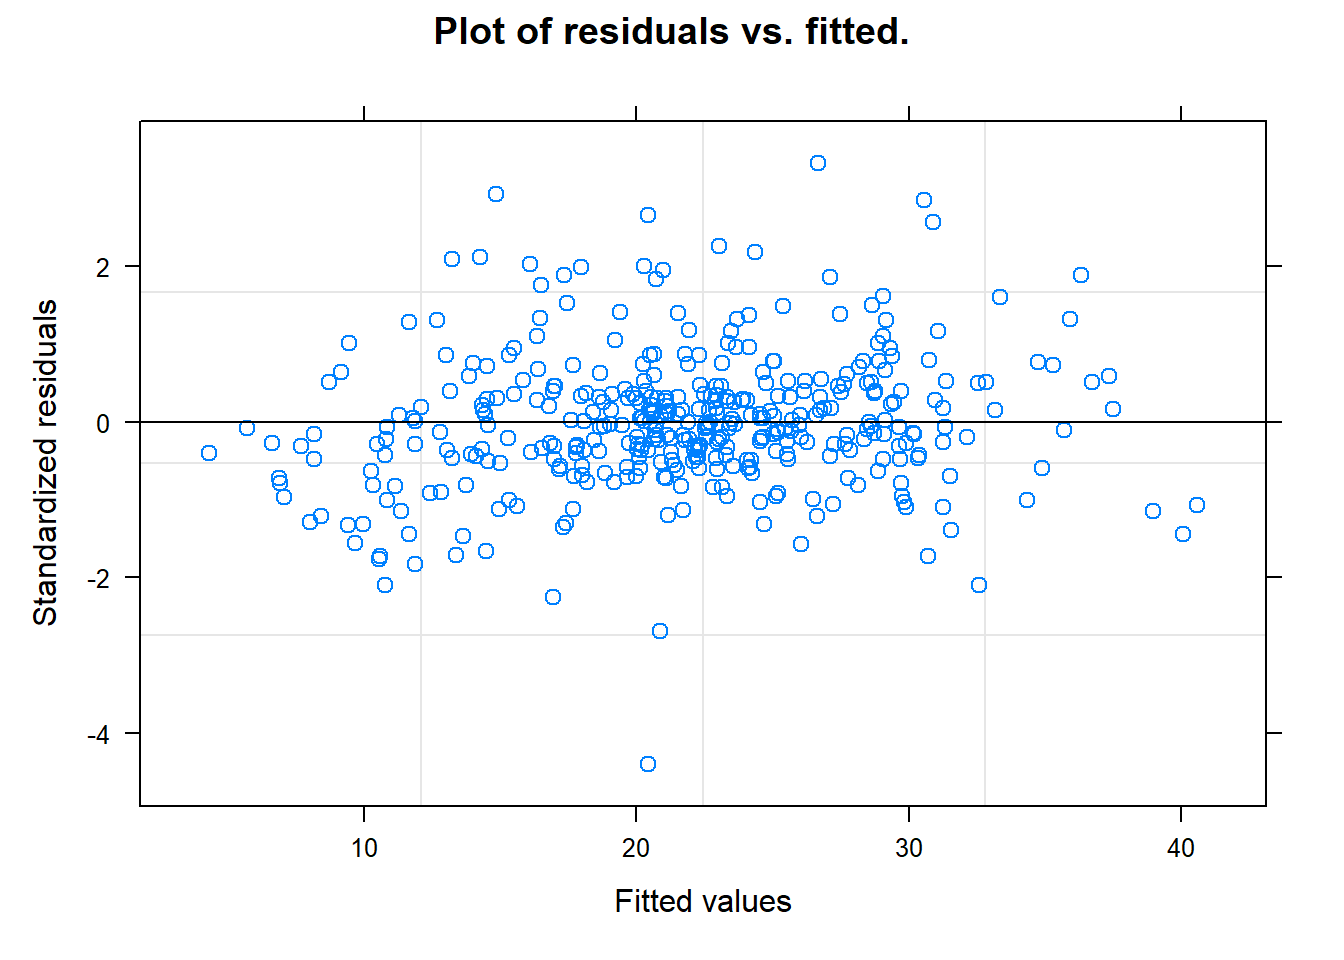 Plot of residuals vs. fitted.
2
0
-2
-4
Standardized residuals
10 20 30 40
Fitted values